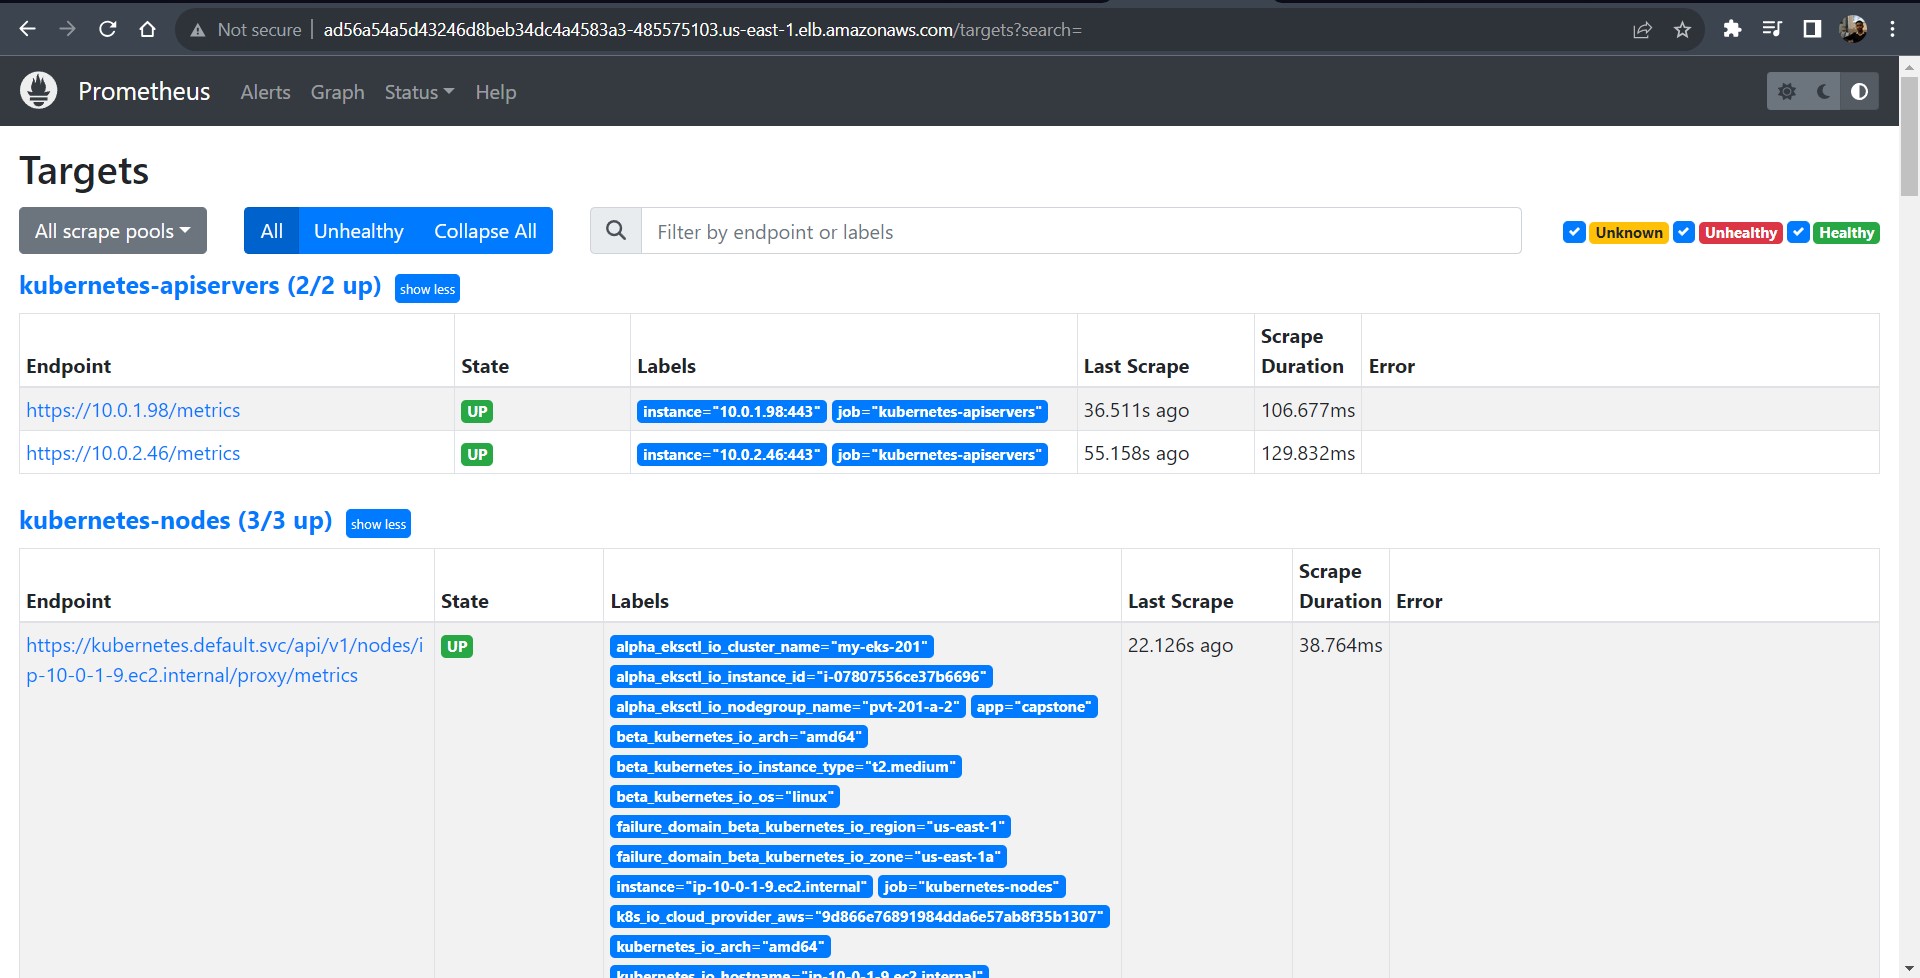 Not secure | ad56a54a5d43246d8beb34dc4a4583a3-485575103.us-east-1.elb.amazonaws.com/targets?search=
Prometheus Alerts Graph Status Help
Targets
All scrape pools All Unhealthy Collapse All Filter by endpoint or labels Unknown Unhealthy Healthy
kubernetes-apiservers (2/2 up) show less
Endpoint State Labels Last Scrape Scrape Duration Error
https://10.0.1.98/metrics UP instance="10.0.1.98:443" job="kubernetes-apiservers" 36.511s ago 106.677ms
https://10.0.2.46/metrics UP instance="10.0.2.46:443" job="kubernetes-apiservers" 55.158s ago 129.832ms
kubernetes-nodes (3/3 up) show less
Endpoint State Labels Last Scrape Scrape Duration Error
https://kubernetes.default.svc/api/v1/nodes/i UP alpha_eksctl_io_cluster_name="my-eks-201" 22.126s ago 38.764ms
p-10-0-1-9.ec2.internal/proxy/metrics alpha_eksctl_io_instance_id="i-07807556ce37b6696"
alpha_eksctl_io_nodegroup_name="pvt-201-a-2" app="capstone"
beta_kubernetes_io_arch="amd64"
beta_kubernetes_io_instance_type="t2.medium"
beta_kubernetes_io_os="linux"
failure_domain_beta_kubernetes_io_region="us-east-1"
failure_domain_beta_kubernetes_io_zone="us-east-1a"
instance="ip-10-0-1-9.ec2.internal" job="kubernetes-nodes"
k8s_io_cloud_provider_aws="9d866e76891984dda6e57ab8f35b1307"
kubernetes_io_arch="amd64"
kubernetes_io_hostname="ip-10-0-1-9.ec2.internal"